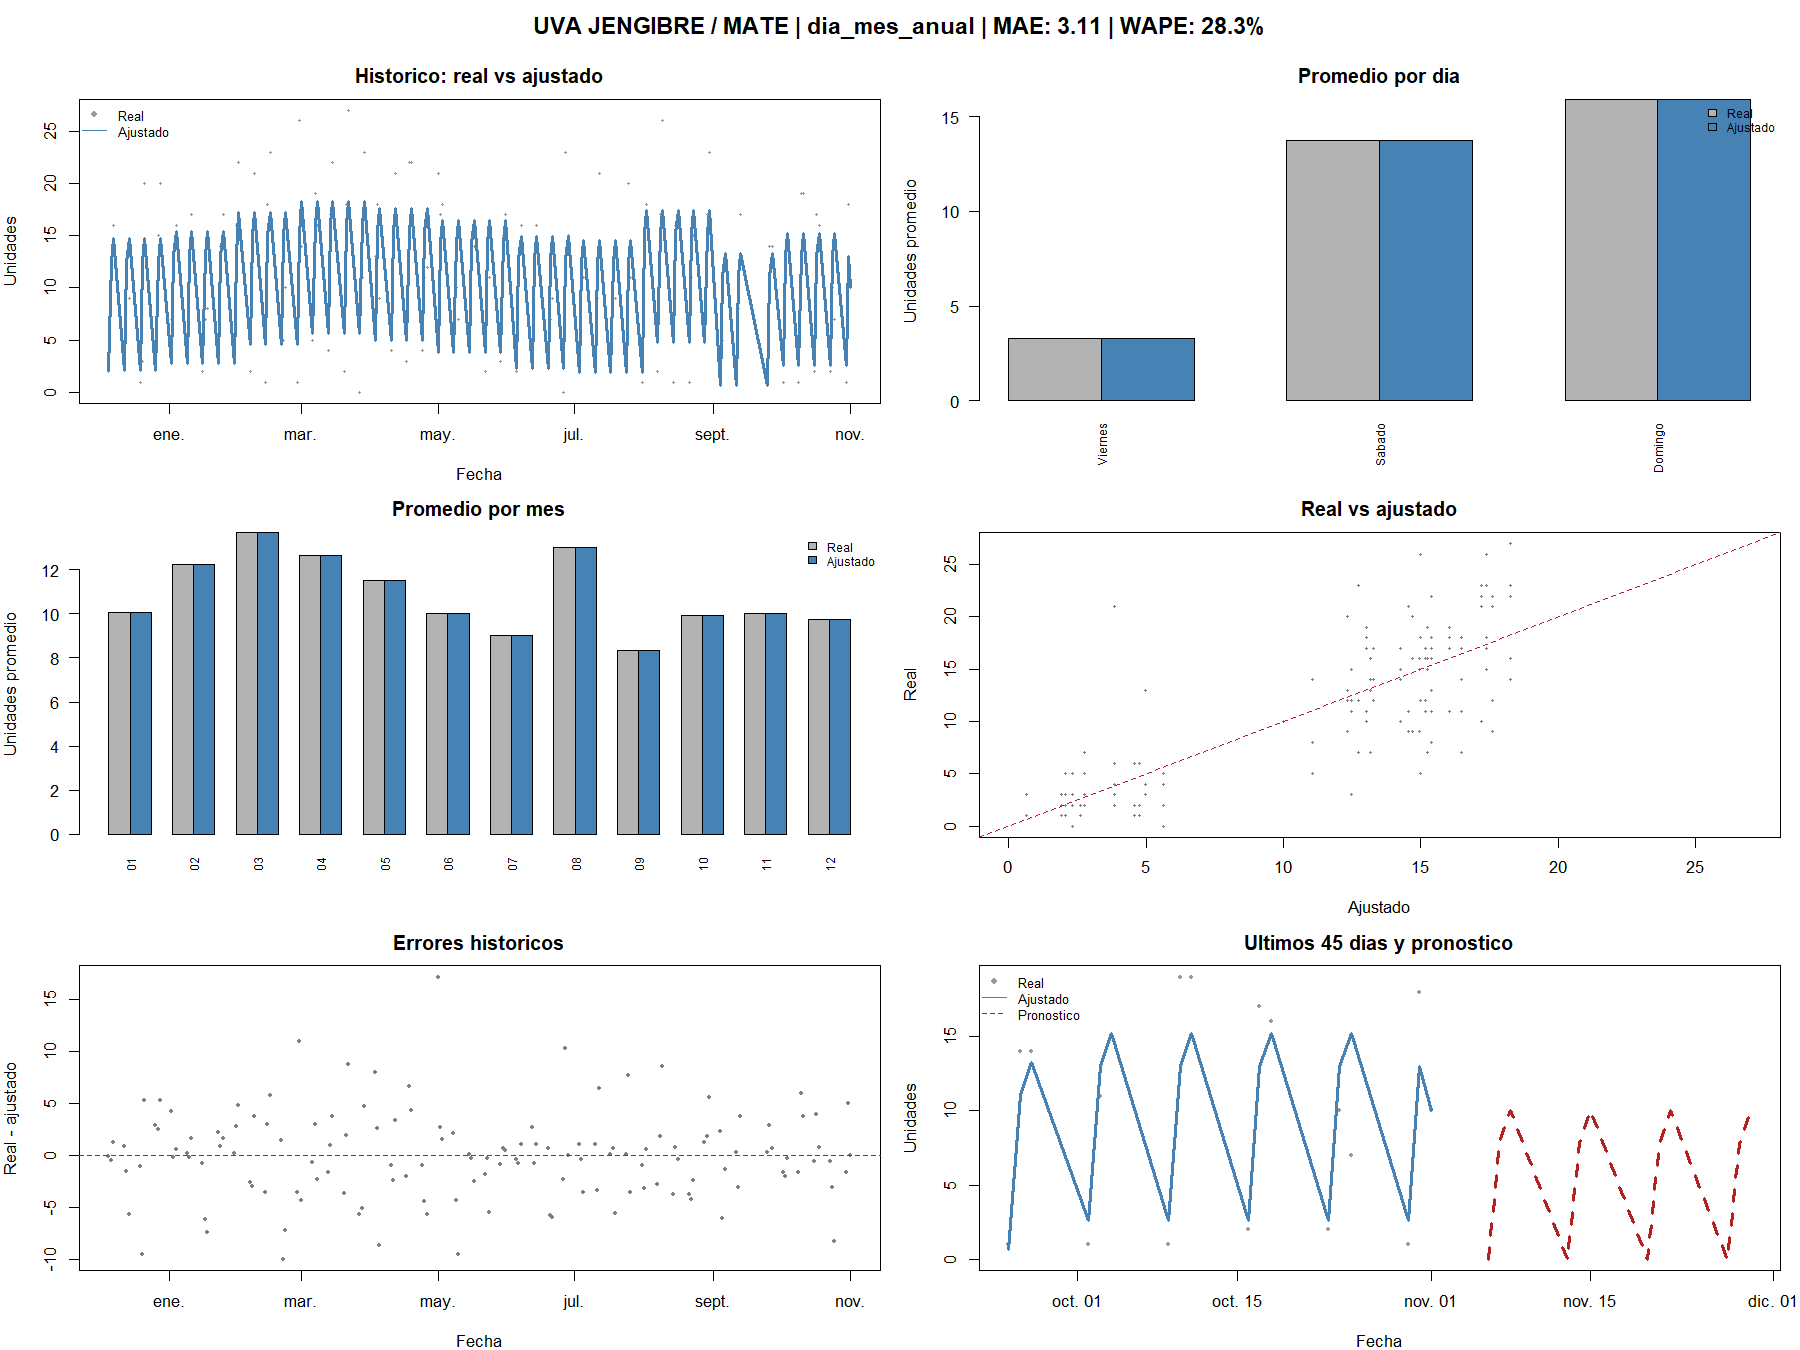 UVA JENGIBRE / MATE | dia_mes_anual | MAE: 3.11 | WAPE: 28.3%
Historico: real vs ajustado
Real
Ajustado
Unidades
0 5 10 15 20 25
ene. mar. may. jul. sept. nov.
Fecha
Promedio por dia
Real
Ajustado
Unidades promedio
0 5 10 15
Viernes Sabado Domingo
Promedio por mes
Real
Ajustado
Unidades promedio
0 2 4 6 8 10 12
01 02 03 04 05 06 07 08 09 10 11 12
Real vs ajustado
Real
0 5 10 15 20 25
0 5 10 15 20 25
Ajustado
Errores historicos
Real - ajustado
-10 -5 0 5 10 15
ene. mar. may. jul. sept. nov.
Fecha
Ultimos 45 dias y pronostico
Real
Ajustado
Pronostico
Unidades
0 5 10 15
oct. 01 oct. 15 nov. 01 nov. 15 dic. 01
Fecha